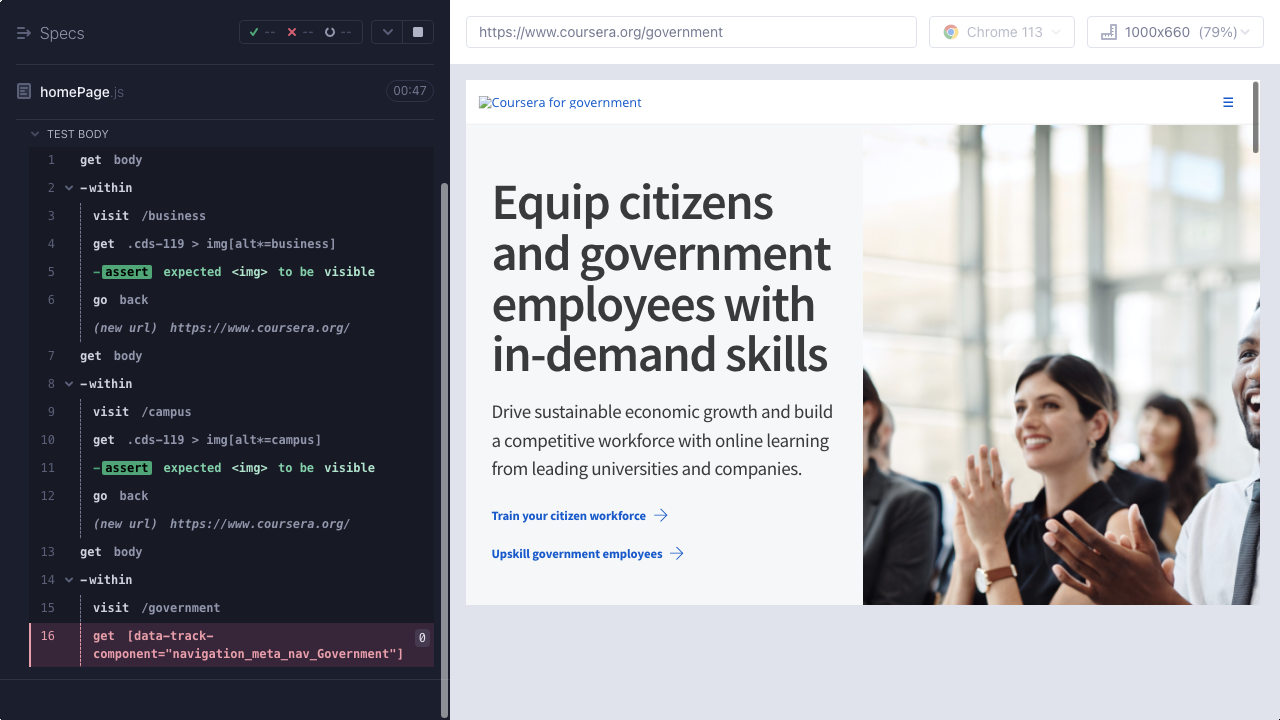 Specs
--
--
--
homePage.js
00:47
TEST BODY
1 get body
2 -within
3 visit /business
4 get .cds-119 > img[alt*=business]
5 -assert expected <img> to be visible
6 go back
(new url) https://www.coursera.org/
7 get body
8 -within
9 visit /campus
10 get .cds-119 > img[alt*=campus]
11 -assert expected <img> to be visible
12 go back
(new url) https://www.coursera.org/
13 get body
14 -within
15 visit /government
16 get [data-track-
component="navigation_meta_nav_Government"]
0
https://www.coursera.org/government
Chrome 113
1000x660 (79%)
Coursera for government
Equip citizens
and government
employees with
in-demand skills
Drive sustainable economic growth and build
a competitive workforce with online learning
from leading universities and companies.
Train your citizen workforce
Upskill government employees